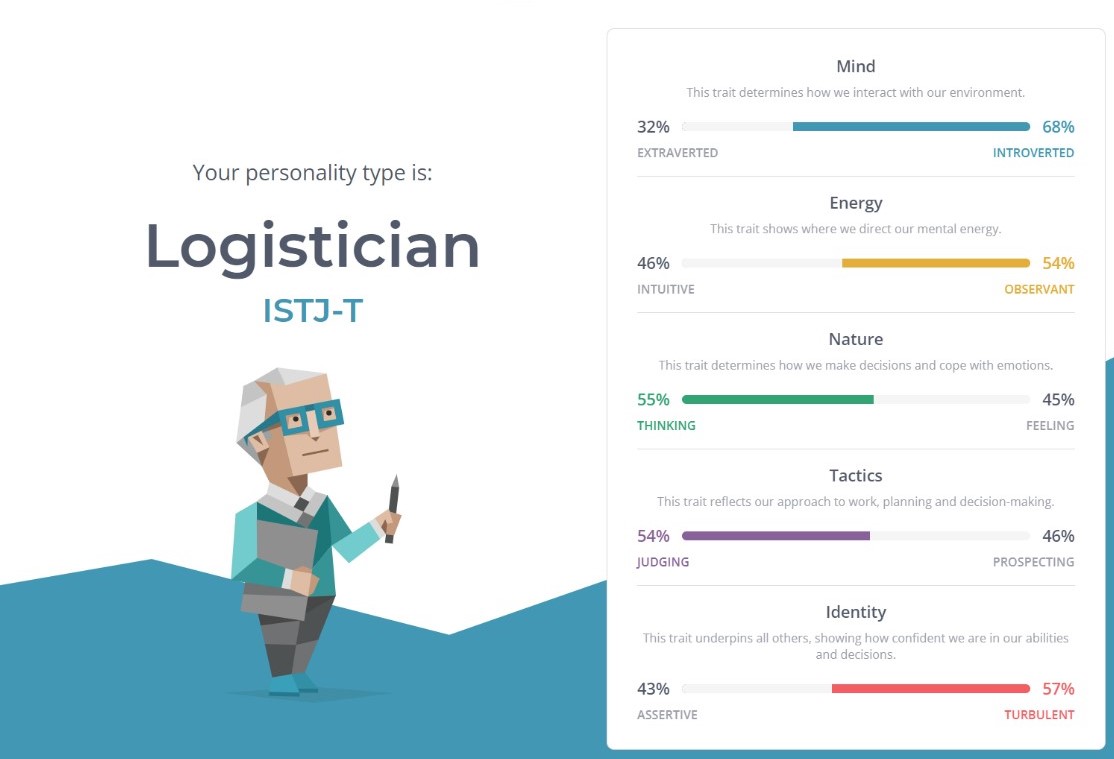 Your personality type is:
Logistician
ISTJ-T
Mind
This trait determines how we interact with our environment.
32% 68%
EXTRAVERTED INTROVERTED
Energy
This trait shows where we direct our mental energy.
46% 54%
INTUITIVE OBSERVANT
Nature
This trait determines how we make decisions and cope with emotions.
55% 45%
THINKING FEELING
Tactics
This trait reflects our approach to work, planning and decision-making.
54% 46%
JUDGING PROSPECTING
Identity
This trait underpins all others, showing how confident we are in our abilities
and decisions.
43% 57%
ASSERTIVE TURBULENT